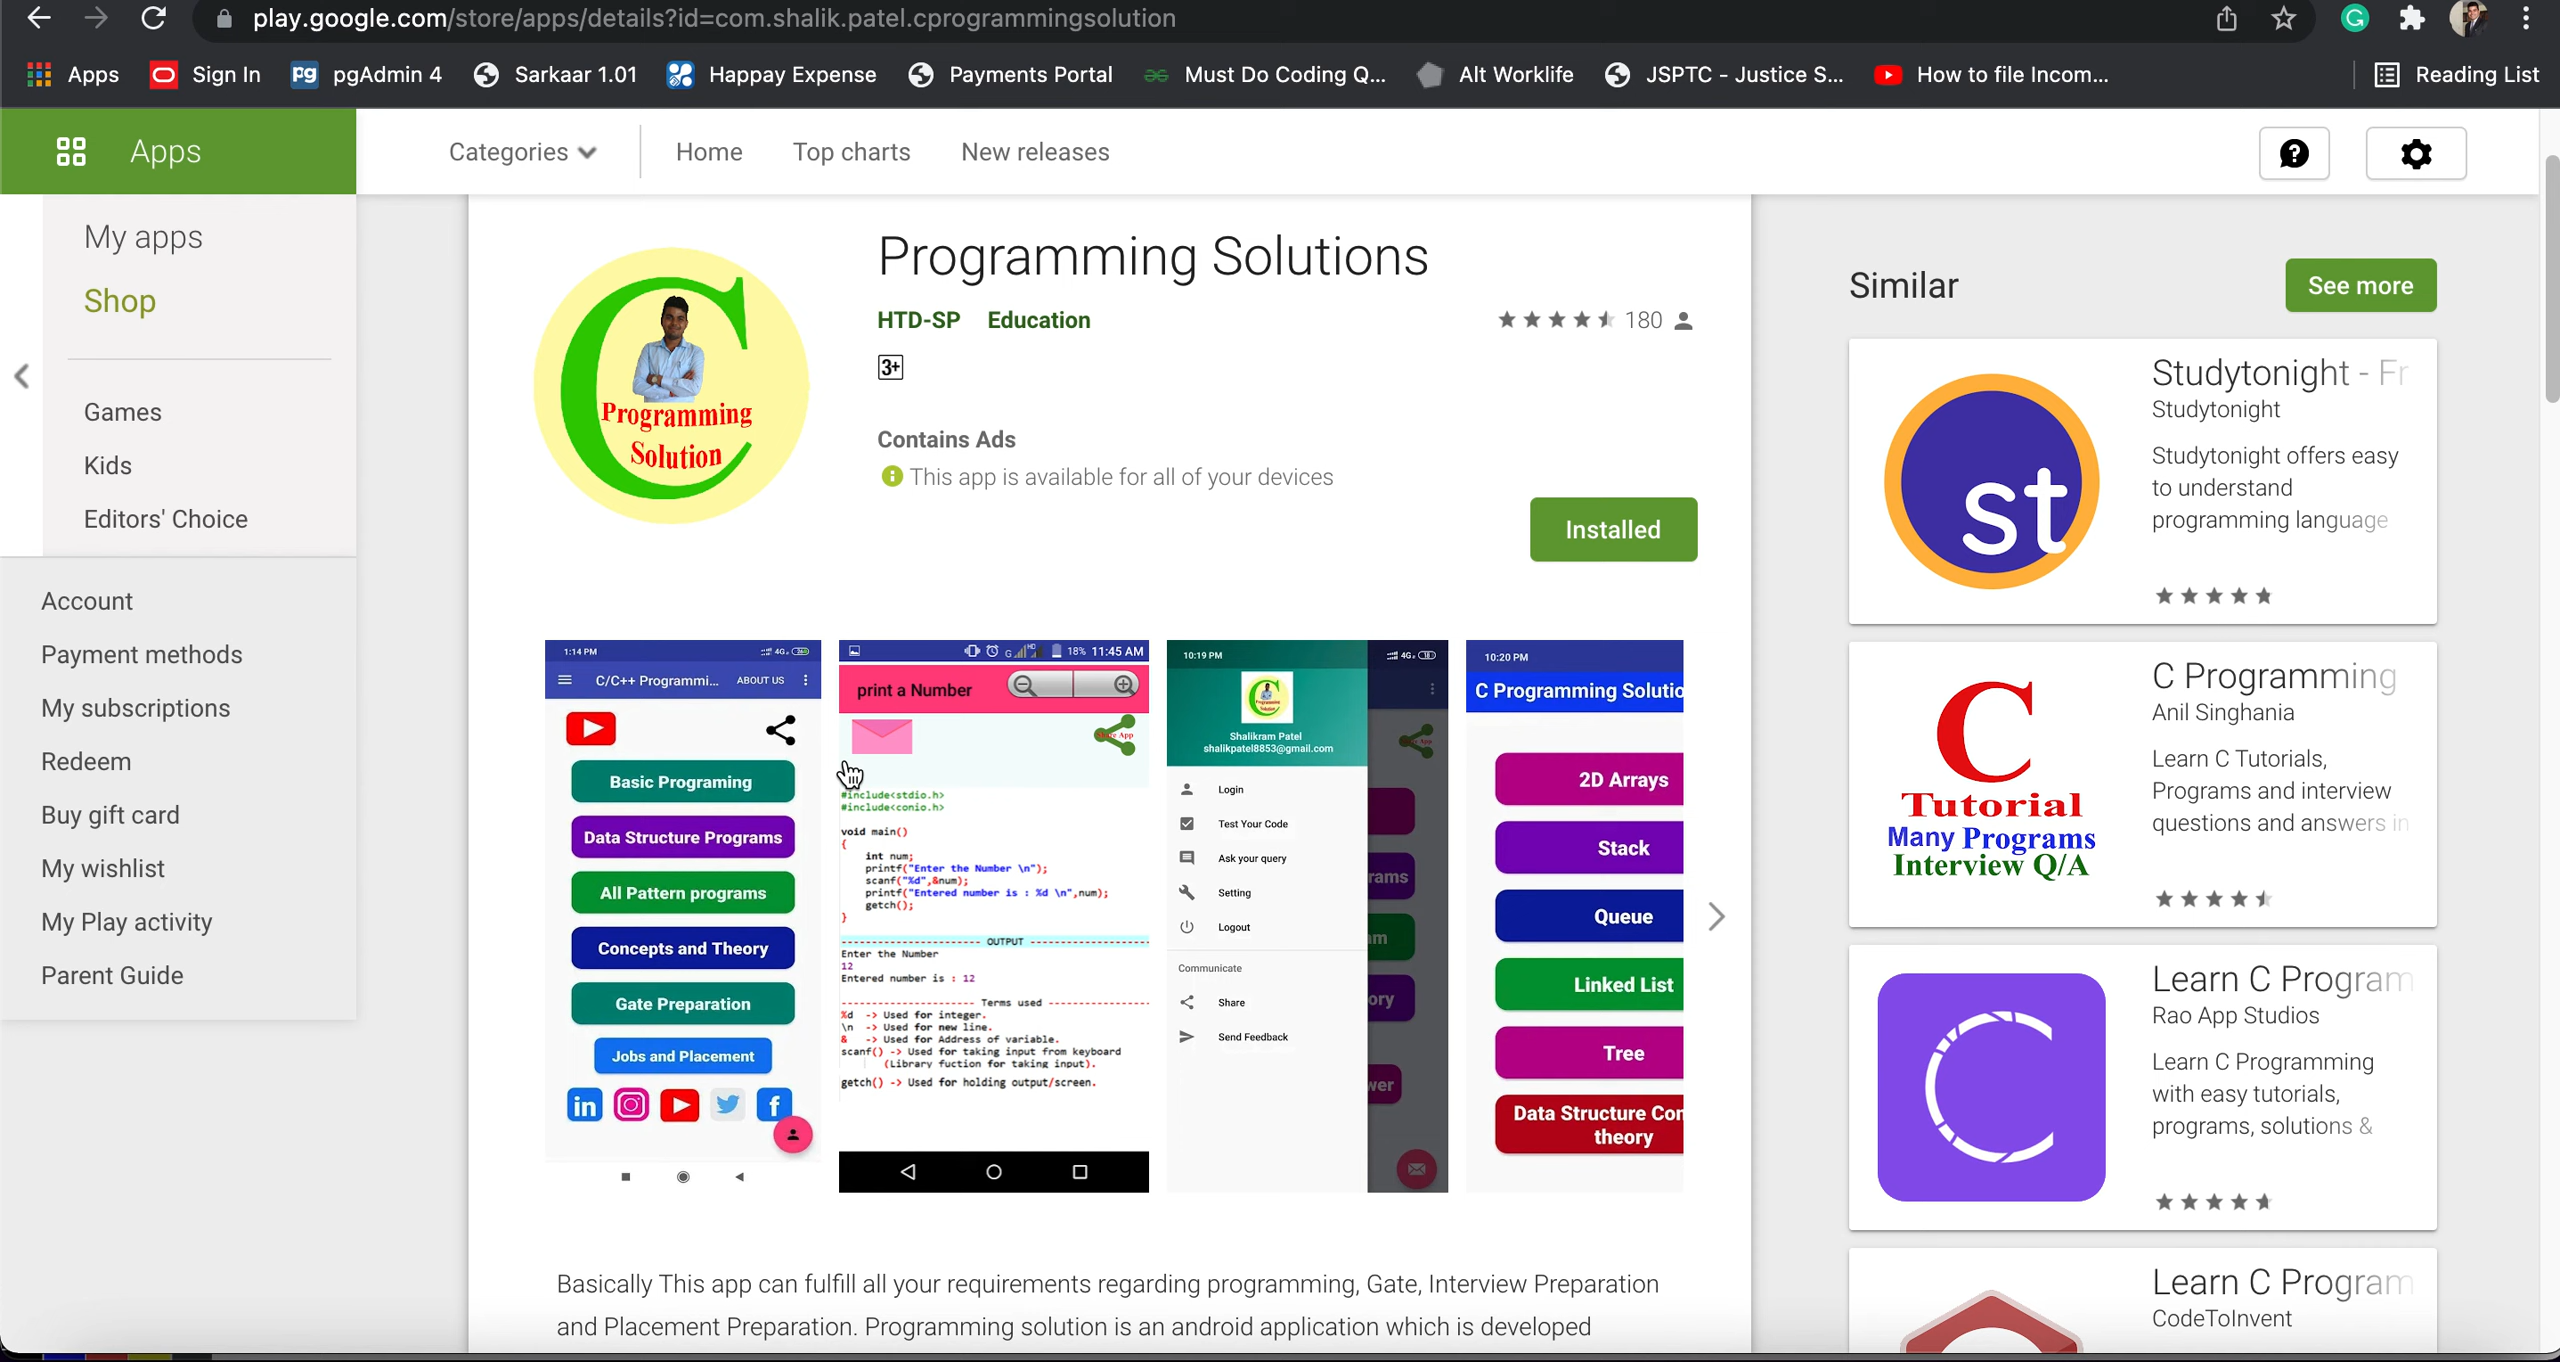 play.google.com/store/apps/details?id=com.shalik.patel.cprogrammingsolution
Apps
Sign In
pgAdmin 4
Sarkaar 1.01
Happay Expense
Payments Portal
Must Do Coding Q...
Alt Worklife
JSPTC - Justice S...
How to file Incom...
Reading List
Apps
Categories
Home
Top charts
New releases
My apps
Shop
Games
Kids
Editors' Choice
Account
Payment methods
My subscriptions
Redeem
Buy gift card
My wishlist
My Play activity
Parent Guide
C
Programming
Solution
Programming Solutions
HTD-SP Education
180
3+
Contains Ads
This app is available for all of your devices
Installed
1:14 PM
C/C++ Programmi...
ABOUT US
Basic Programing
Data Structure Programs
All Pattern programs
Concepts and Theory
Gate Preparation
Jobs and Placement
18% 11:45 AM
print a Number
#include<stdio.h>
#include<conio.h>
void main()
{
int num;
printf("Enter the Number \n");
scanf("%d",&num);
printf("Entered number is : %d \n",num);
getch();
}
OUTPUT
Enter the Number
12
Entered number is : 12
Terms used
%d -> Used for integer.
\n -> Used for new line.
& -> Used for Address of variable.
scanf() -> Used for taking input from keyboard
(Library fuction for taking input).
getch() -> Used for holding output/screen.
10:19 PM
4G
Shalikram Patel
shalikpatel8853@gmail.com
Login
Test Your Code
Ask your query
Setting
Logout
Communicate
Share
Send Feedback
10:20 PM
C Programming Solutio
2D Arrays
Stack
Queue
Linked List
Tree
Data Structure Con
theory
Basically This app can fulfill all your requirements regarding programming, Gate, Interview Preparation
and Placement Preparation. Programming solution is an android application which is developed
Similar
See more
st
Studytonight - Fr
Studytonight
Studytonight offers easy
to understand
programming language
C
Tutorial
Many Programs
Interview Q/A
C Programming
Anil Singhania
Learn C Tutorials,
Programs and interview
questions and answers in
Learn C Program
Rao App Studios
Learn C Programming
with easy tutorials,
programs, solutions &
Learn C Program
CodeToInvent